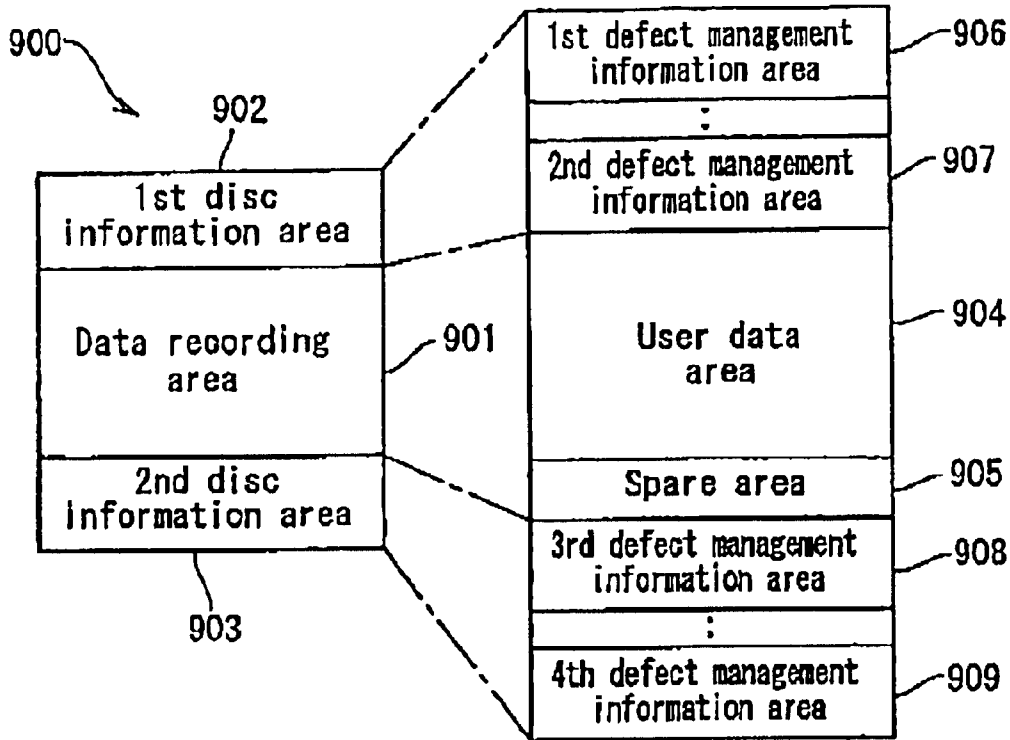 900
902
1st disc
information area
Data recording
area
901
2nd disc
information area
903
1st defect management
information area
906
2nd defect management
information area
907
User data
area
904
Spare area
905
3rd defect management
information area
908
4th defect management
information area
909